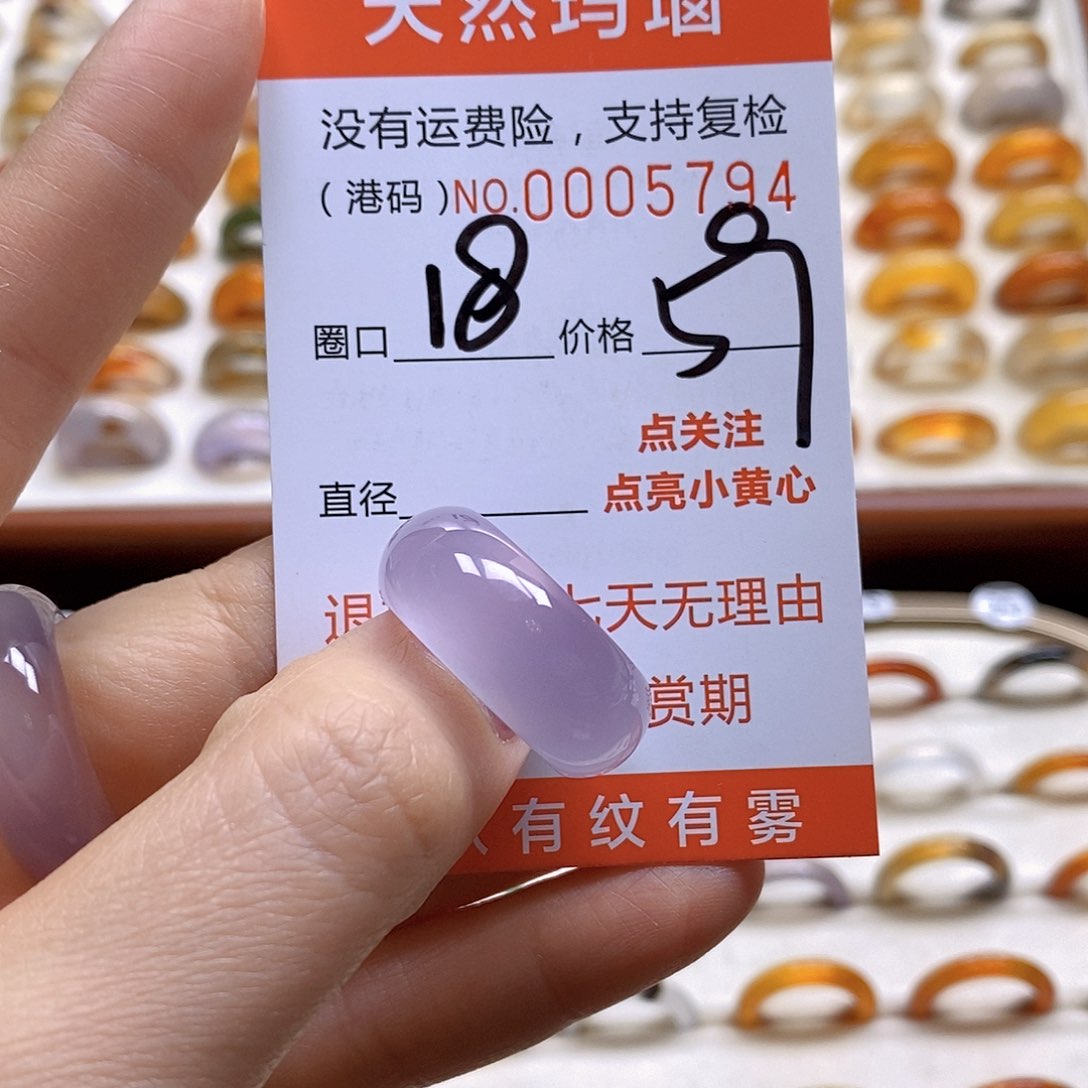 天然玛瑙
没有运费险，支持复检
（港码）NO.0005794
圈口 18 价格 59
点关注
直径 点亮小黄心
退 七天无理由
赏期
有纹有雾